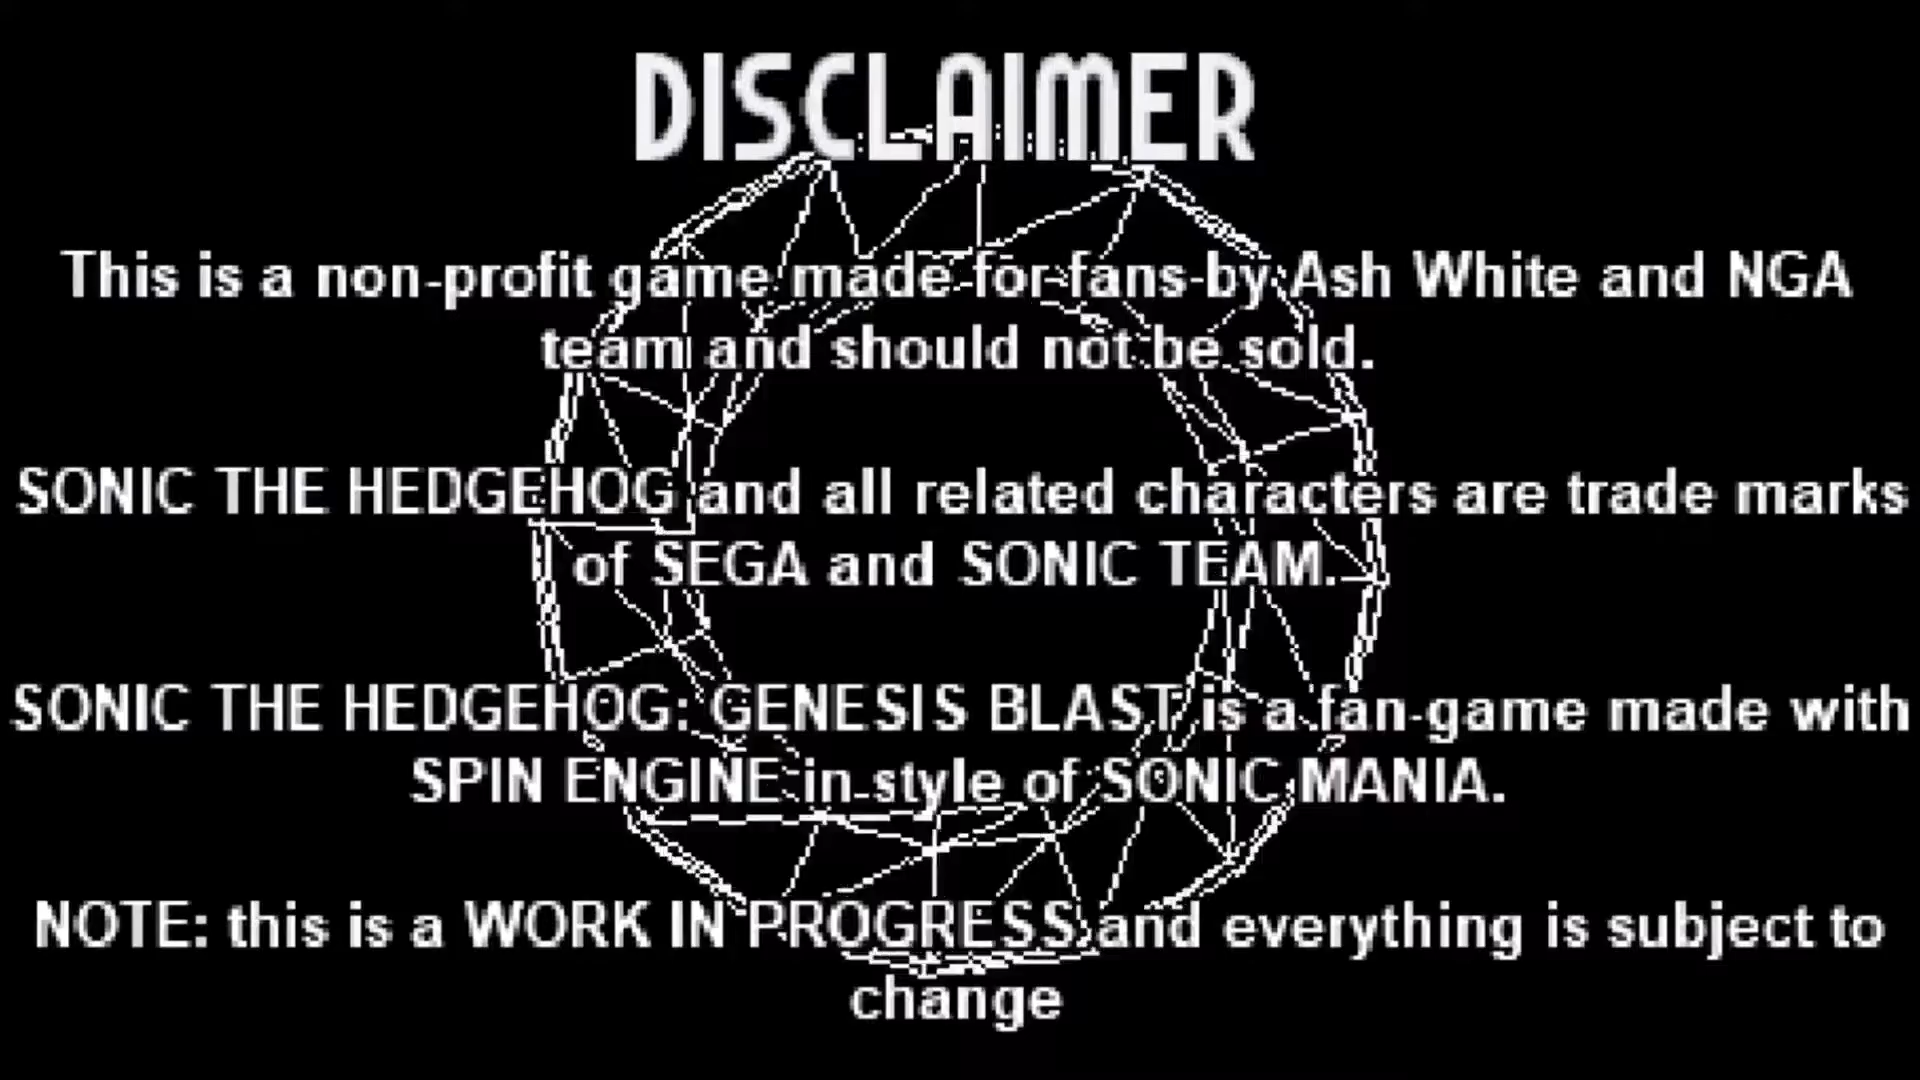 DISCLAIMER
This is a non-profit game made for fans by Ash White and NGA
team and should not be sold.
SONIC THE HEDGEHOG and all related characters are trade marks
of SEGA and SONIC TEAM.
SONIC THE HEDGEHOG: GENESIS BLAST is a fan-game made with
SPIN ENGINE in style of SONIC MANIA.
NOTE: this is a WORK IN PROGRESS and everything is subject to
change